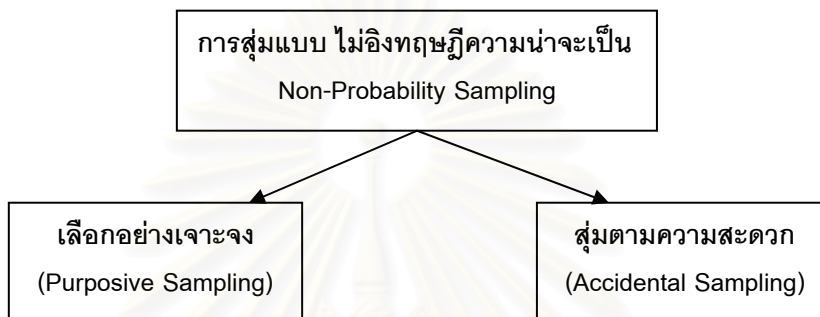 การสุ่มแบบ ไม่อิงทฤษฎีความน่าจะเป็น
Non-Probability Sampling
เลือกอย่างเจาะจง
(Purposive Sampling)
สุ่มตามความสะดวก
(Accidental Sampling)